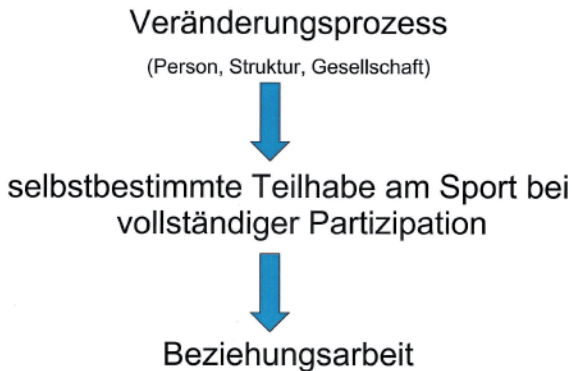 Veränderungsprozess
(Person, Struktur, Gesellschaft)
selbstbestimmte Teilhabe am Sport bei
vollständiger Partizipation
Beziehungsarbeit